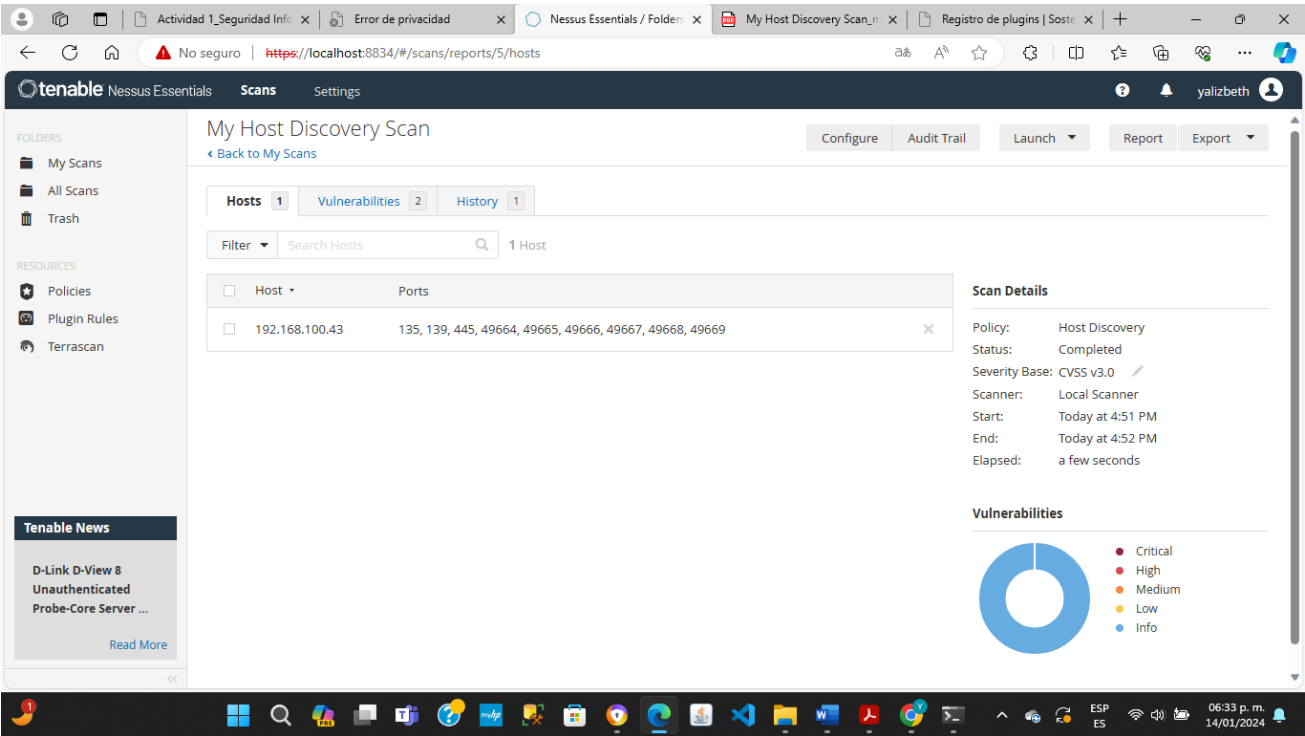 Actividad 1_Seguridad Info
Error de privacidad
Nessus Essentials / Folders
My Host Discovery Scan_m
Registro de plugins | Soste
No seguro | https://localhost:8834/#/scans/reports/5/hosts
tenable Nessus Essentials Scans Settings yalizbeth
FOLDERS
My Scans
All Scans
Trash
RESOURCES
Policies
Plugin Rules
Terrascan
Tenable News
D-Link D-View 8
Unauthenticated
Probe-Core Server ...
Read More
My Host Discovery Scan
Back to My Scans
Configure Audit Trail Launch Report Export
Hosts 1 Vulnerabilities 2 History 1
Filter Search Hosts 1 Host
Host Ports
192.168.100.43 135, 139, 445, 49664, 49665, 49666, 49667, 49668, 49669
Scan Details
Policy: Host Discovery
Status: Completed
Severity Base: CVSS v3.0
Scanner: Local Scanner
Start: Today at 4:51 PM
End: Today at 4:52 PM
Elapsed: a few seconds
Vulnerabilities
Critical
High
Medium
Low
Info
1
PRE
mhp
ESP
ES
06:33 p. m.
14/01/2024